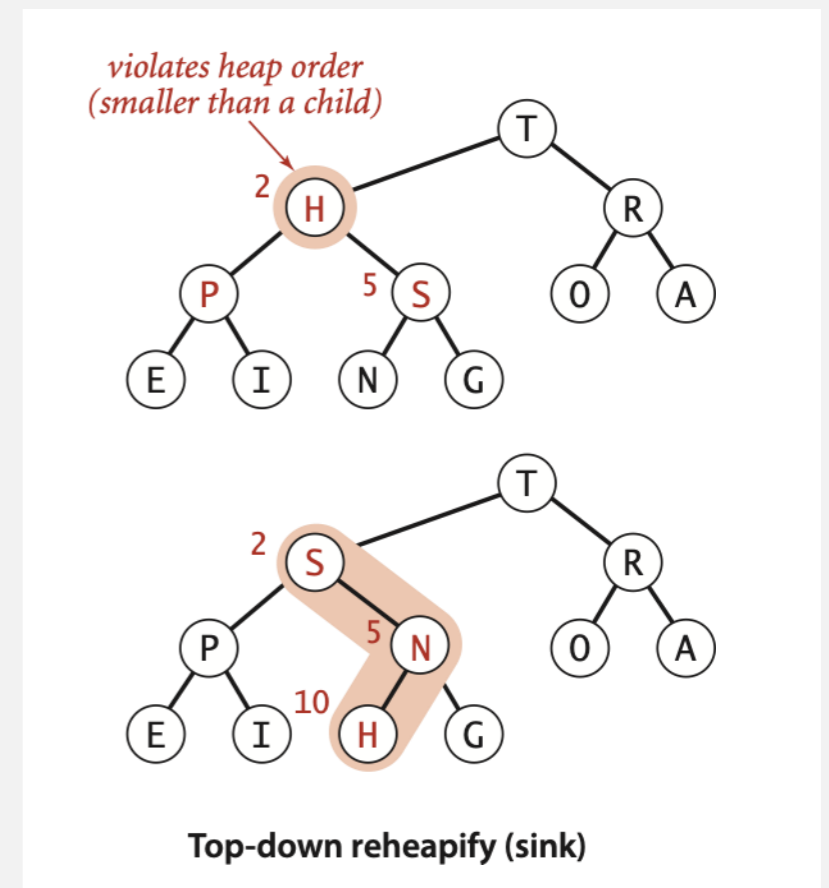 violates heap order
(smaller than a child)
T
2 H R
P 5 S O A
E I N G
T
2 S R
P 5 N O A
10
E I H G
Top-down reheapify (sink)